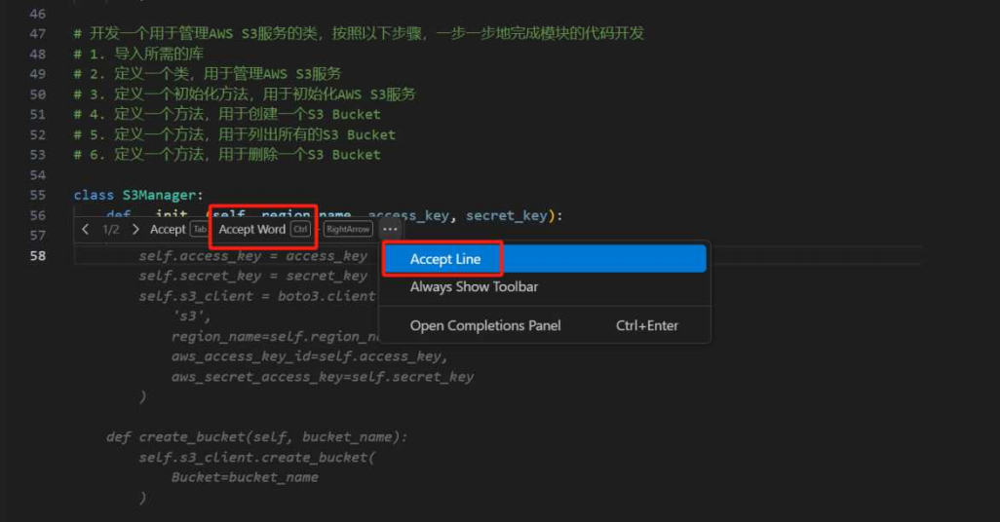 46
47 # 开发一个用于管理AWS S3服务的类，按照以下步骤，一步一步地完成模块的代码开发
48 # 1. 导入所需的库
49 # 2. 定义一个类，用于管理AWS S3服务
50 # 3. 定义一个初始化方法，用于初始化AWS S3服务
51 # 4. 定义一个方法，用于创建一个S3 Bucket
52 # 5. 定义一个方法，用于列出所有的S3 Bucket
53 # 6. 定义一个方法，用于删除一个S3 Bucket
54
55 class S3Manager:
56 def __init__(self, region_name, access_key, secret_key):
57 < 1/2 > Accept Tab Accept Word Ctrl + RightArrow ...
58 self.access_key = access_key
Accept Line
self.secret_key = secret_key
Always Show Toolbar
self.s3_client = boto3.client
's3',
Open Completions Panel Ctrl+Enter
region_name=self.region_n
aws_access_key_id=self.access_key,
aws_secret_access_key=self.secret_key
)
def create_bucket(self, bucket_name):
self.s3_client.create_bucket(
Bucket=bucket_name
)